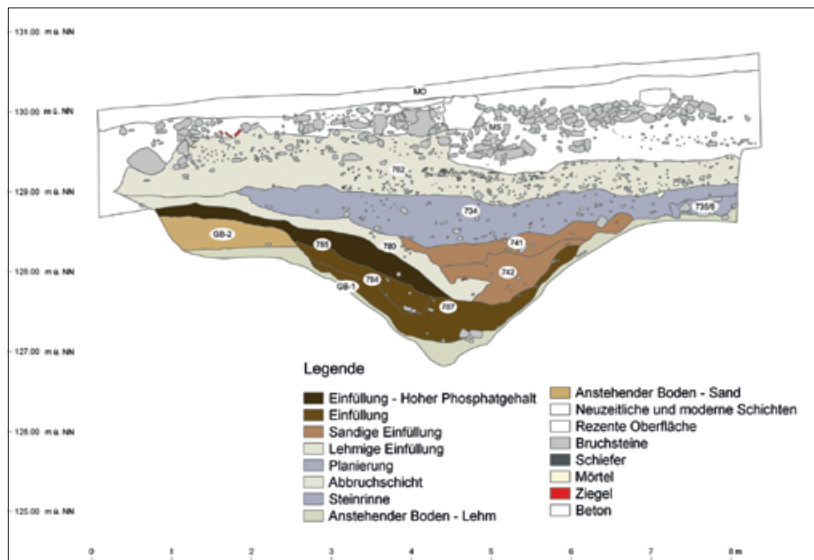 131.00 m ü. NN
130.00 m ü. NN
129.00 m ü. NN
128.00 m ü. NN
127.00 m ü. NN
126.00 m ü. NN
125.00 m ü. NN
MO
MS
762
734
735/6
GB-2
785
780
741
742
784
GB-1
787
Legende
Einfüllung - Hoher Phosphatgehalt
Einfüllung
Sandige Einfüllung
Lehmige Einfüllung
Planierung
Abbruchschicht
Steinrinne
Anstehender Boden - Lehm
Anstehender Boden - Sand
Neuzeitliche und moderne Schichten
Rezente Oberfläche
Bruchsteine
Schiefer
Mörtel
Ziegel
Beton
0 1 2 3 4 5 6 7 8 m